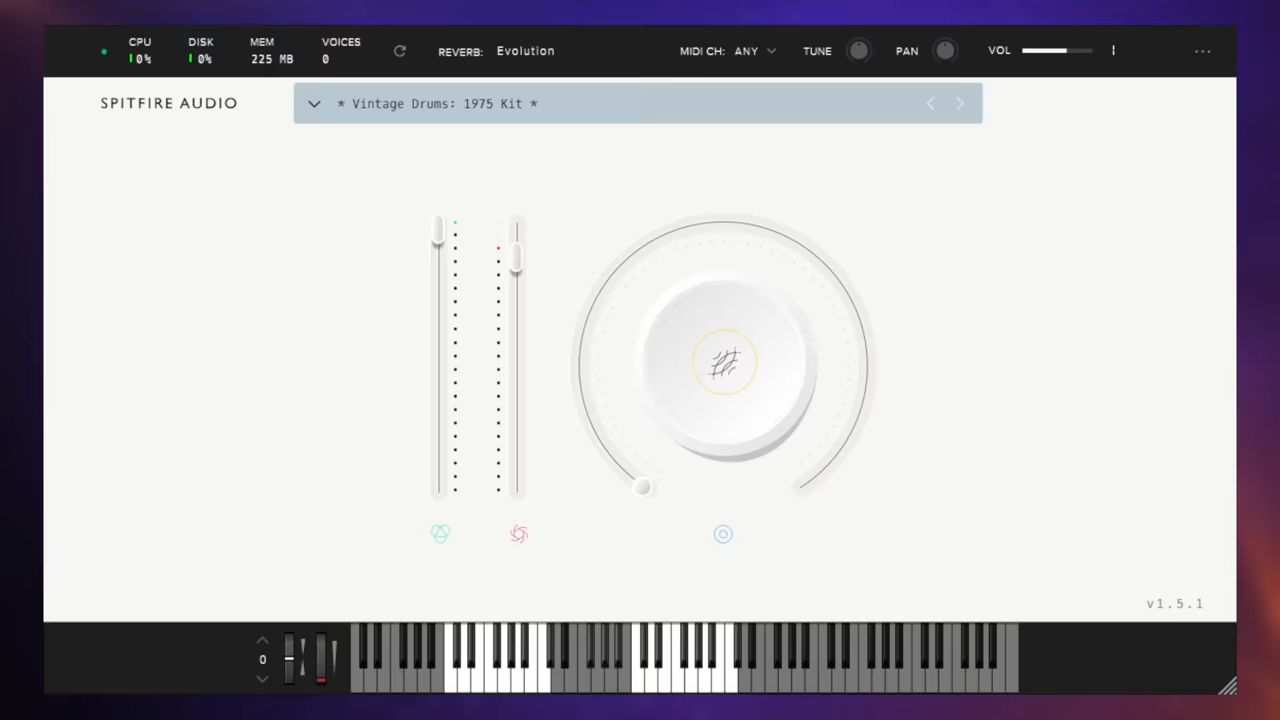 CPU DISK MEM VOICES
0% 0% 225 MB 0
REVERB: Evolution MIDI CH: ANY TUNE PAN VOL
SPITFIRE AUDIO
* Vintage Drums: 1975 Kit *
v1.5.1
0